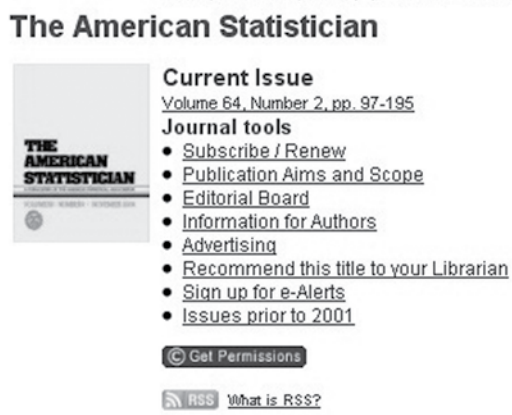 The American Statistician
THE
AMERICAN
STATISTICIAN
Current Issue
Volume 64, Number 2, pp. 97-195
Journal tools
• Subscribe / Renew
• Publication Aims and Scope
• Editorial Board
• Information for Authors
• Advertising
• Recommend this title to your Librarian
• Sign up for e-Alerts
• Issues prior to 2001
© Get Permissions
RSS What is RSS?